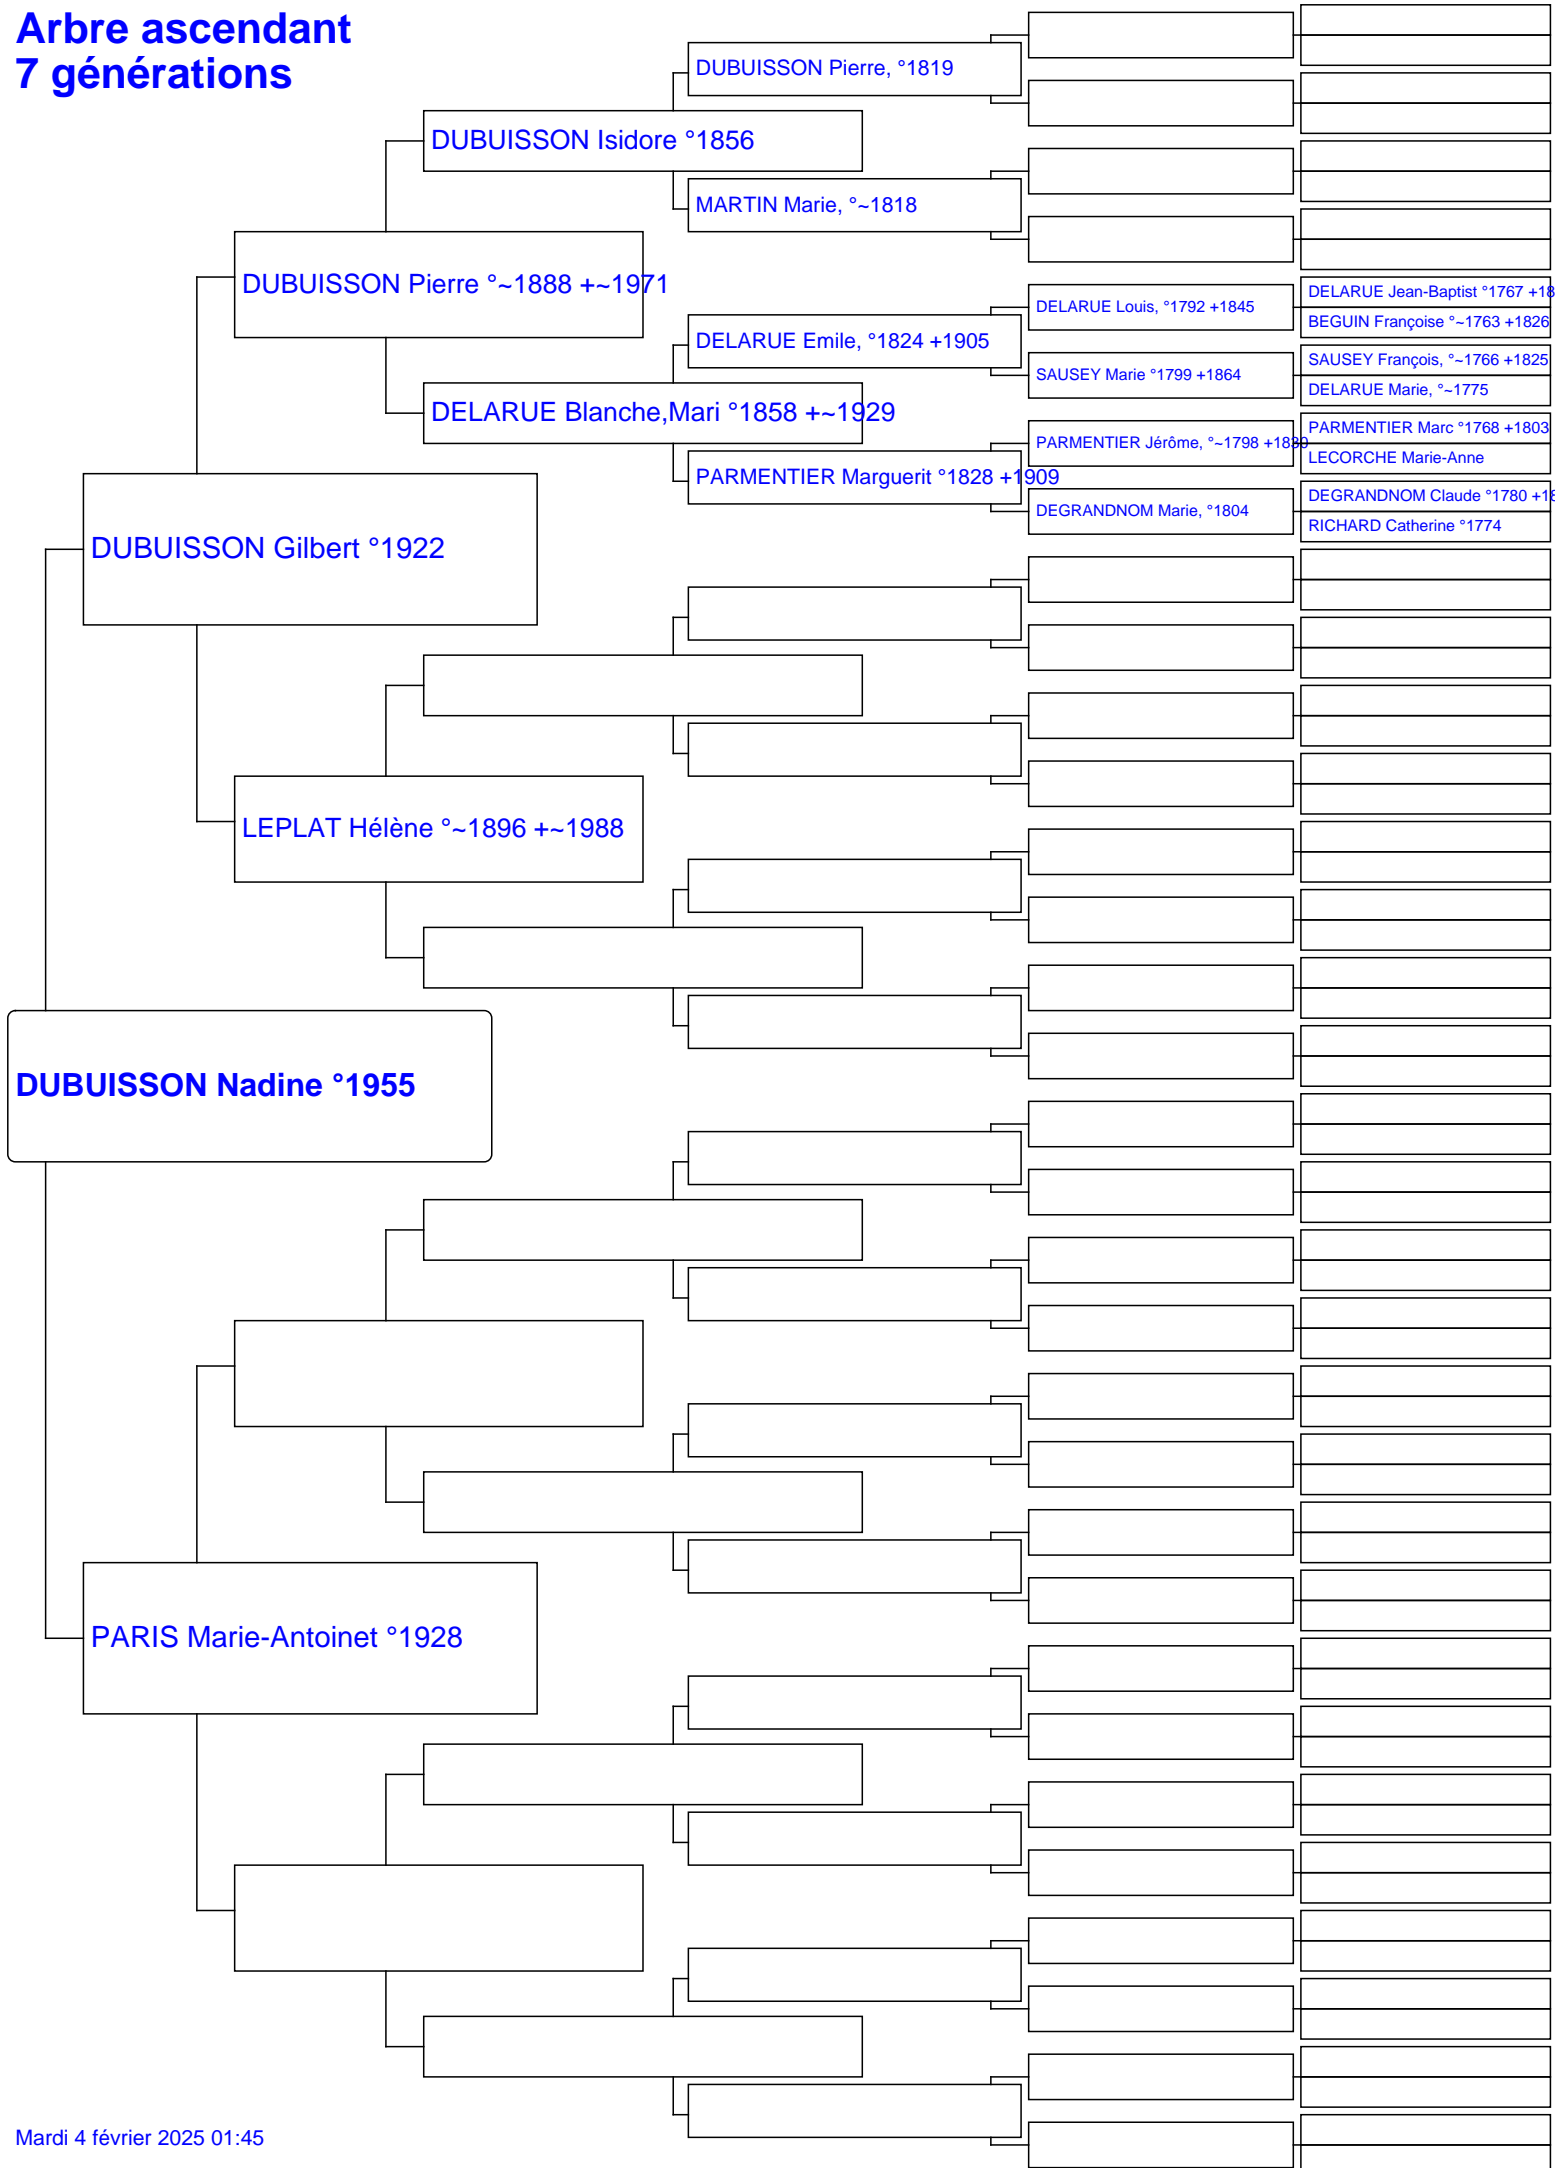 Arbre ascendant
7 générations
DUBUISSON Pierre, °1819
DUBUISSON Isidore °1856
MARTIN Marie, °~1818
DUBUISSON Pierre °~1888 +~1971
DELARUE Jean-Baptist °1767 +18
DELARUE Louis, °1792 +1845
BEGUIN Françoise °~1763 +1826
DELARUE Emile, °1824 +1905
SAUSEY François, °~1766 +1825
SAUSEY Marie °1799 +1864
DELARUE Marie, °~1775
DELARUE Blanche,Mari °1858 +~1929
PARMENTIER Marc °1768 +1803
PARMENTIER Jérôme, °~1798 +1839
LECORCHE Marie-Anne
PARMENTIER Marguerit °1828 +1909
DEGRANDNOM Claude °1780 +18
DEGRANDNOM Marie, °1804
RICHARD Catherine °1774
DUBUISSON Gilbert °1922
LEPLAT Hélène °~1896 +~1988
DUBUISSON Nadine °1955
PARIS Marie-Antoinet °1928
Mardi 4 février 2025 01:45